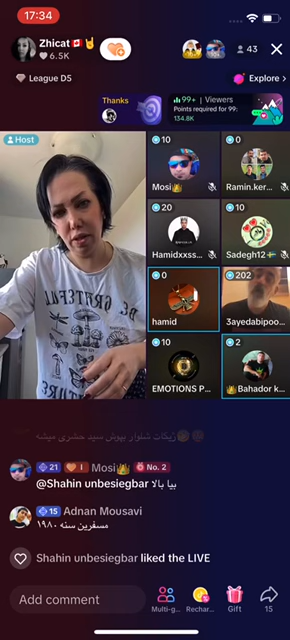 17:34
Zhicat🇨🇦🤘
6.5K
43
League D5
Explore >
Thanks
99+ | Viewers
Points required for 99:
134.8K
Host
10
Mosi👑
0
Ramin.ker...
20
Hamidxxss...
10
Sadegh12🇸🇪
0
hamid
202
3ayedabipoo...
10
EMOTIONS P...
2
👑Bahador k...
21 I Mosi👑 No. 2
@Shahin unbesiegbar بیا بالا
15 Adnan Mousavi
مسفرین سنه ۱۹۸۰
Shahin unbesiegbar liked the LIVE
Add comment
Multi-g...
Rechar...
Gift
15